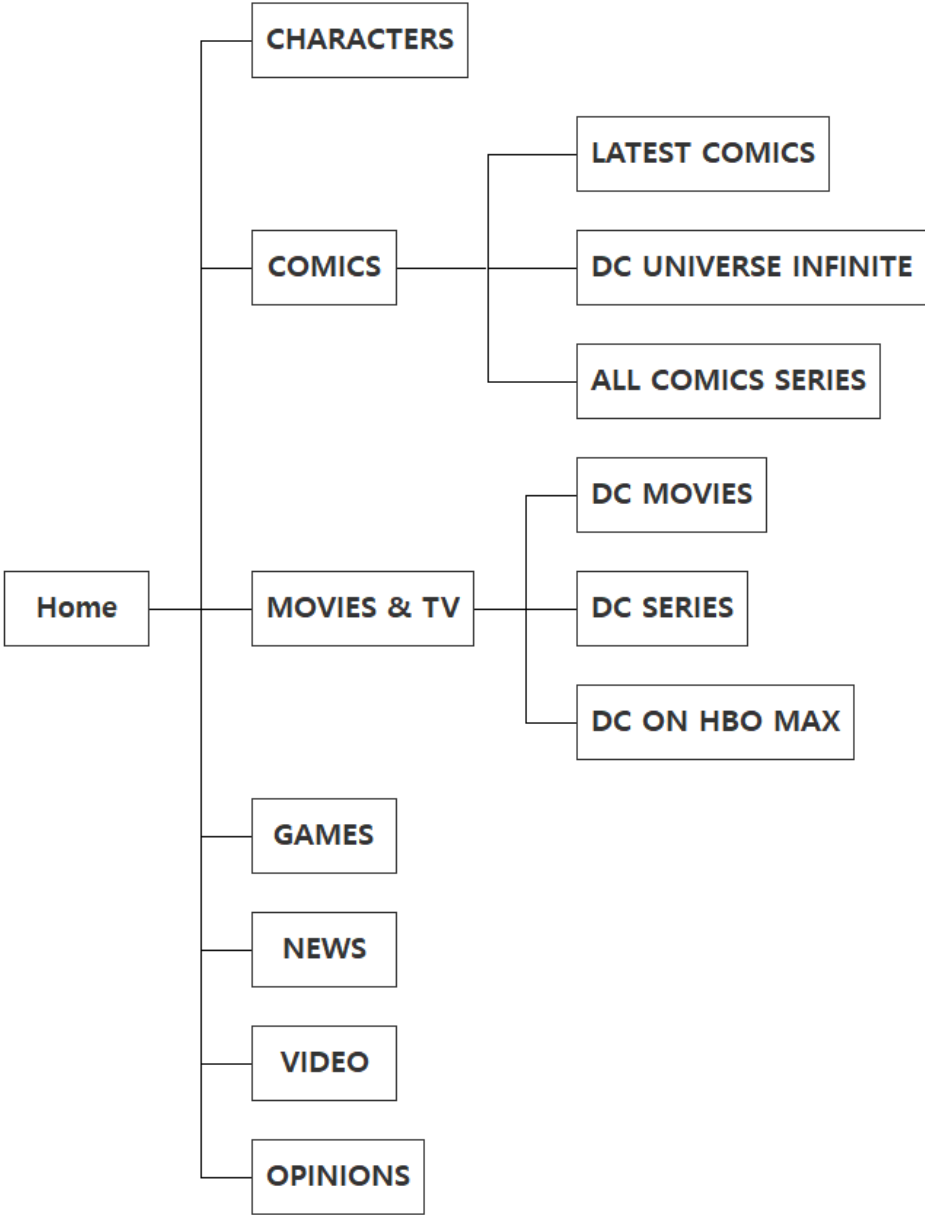 CHARACTERS
LATEST COMICS
COMICS
DC UNIVERSE INFINITE
ALL COMICS SERIES
DC MOVIES
Home
MOVIES & TV
DC SERIES
DC ON HBO MAX
GAMES
NEWS
VIDEO
OPINIONS